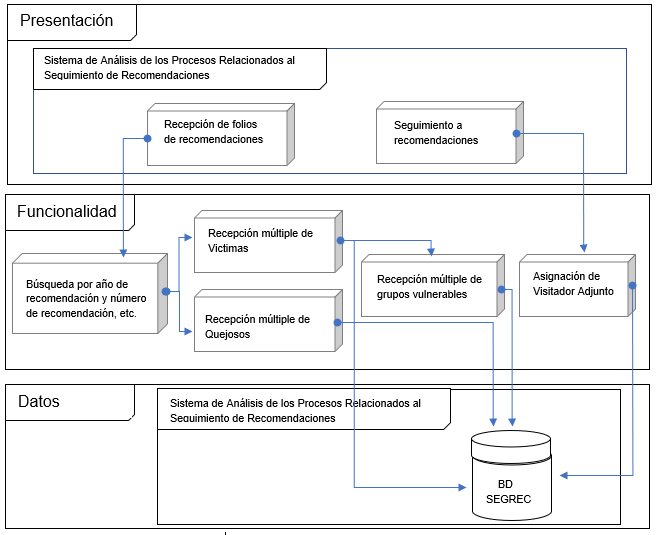 Presentación
Sistema de Análisis de los Procesos Relacionados al
Seguimiento de Recomendaciones
Recepción de folios
de recomendaciones
Seguimiento a
recomendaciones
Funcionalidad
Búsqueda por año de
recomendación y número
de recomendación, etc.
Recepción múltiple de
Victimas
Recepción múltiple de
Quejosos
Recepción múltiple de
grupos vulnerables
Asignación de
Visitador Adjunto
Datos
Sistema de Análisis de los Procesos Relacionados al
Seguimiento de Recomendaciones
BD
SEGREC